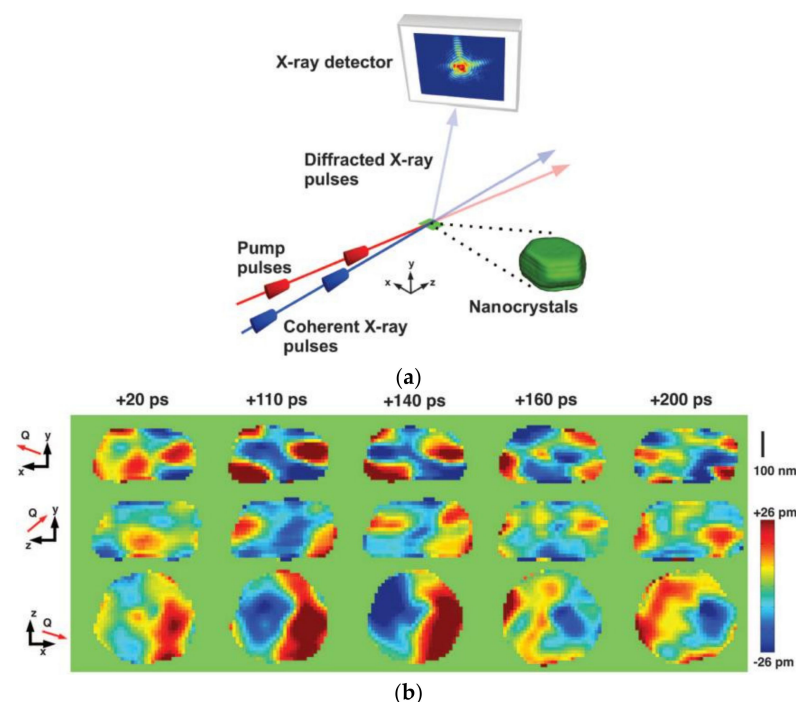 X-ray detector
Diffracted X-ray
pulses
Pump
pulses
y
x
z
Nanocrystals
Coherent X-ray
pulses
(a)
+20 ps
+110 ps
+140 ps
+160 ps
+200 ps
Q
y
x
100 nm
Q
y
z
+26 pm
z
Q
x
-26 pm
(b)